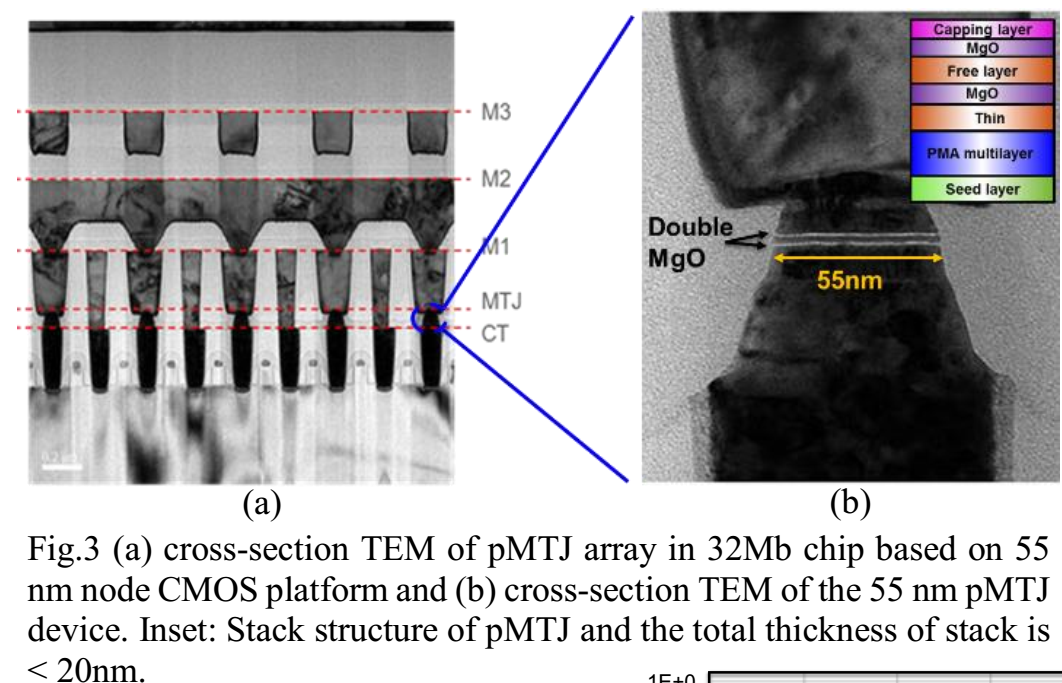 M3
M2
M1
MTJ
CT
Capping layer
MgO
Free layer
MgO
Thin
PMA multilayer
Seed layer
Double
MgO
55nm
(a)
(b)
Fig.3 (a) cross-section TEM of pMTJ array in 32Mb chip based on 55
nm node CMOS platform and (b) cross-section TEM of the 55 nm pMTJ
device. Inset: Stack structure of pMTJ and the total thickness of stack is
< 20nm.
1E+0